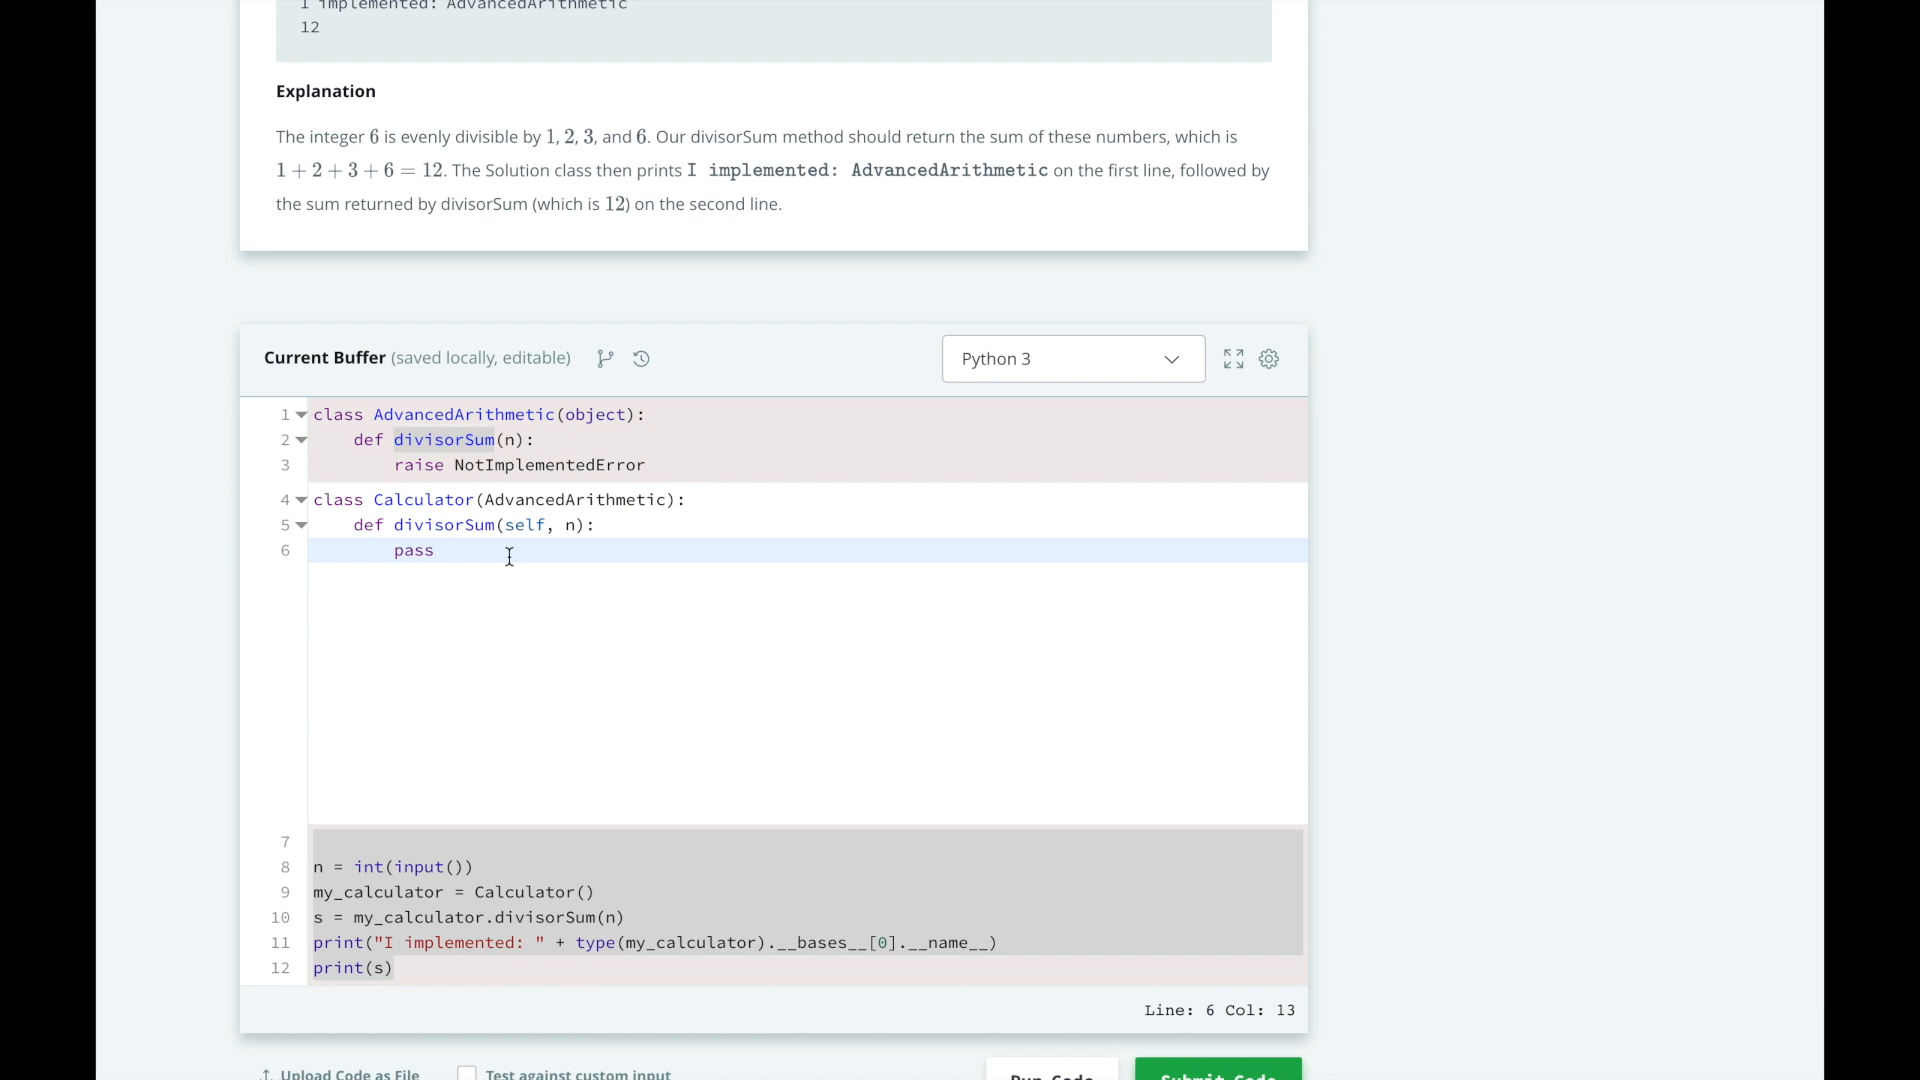 I implemented: AdvancedArithmetic
12
Explanation
The integer 6 is evenly divisible by 1, 2, 3, and 6. Our divisorSum method should return the sum of these numbers, which is
1 + 2 + 3 + 6 = 12. The Solution class then prints I implemented: AdvancedArithmetic on the first line, followed by
the sum returned by divisorSum (which is 12) on the second line.
Current Buffer (saved locally, editable)
Python 3
1 class AdvancedArithmetic(object):
2     def divisorSum(n):
3         raise NotImplementedError
4 class Calculator(AdvancedArithmetic):
5     def divisorSum(self, n):
6         pass
7
8 n = int(input())
9 my_calculator = Calculator()
10 s = my_calculator.divisorSum(n)
11 print("I implemented: " + type(my_calculator).__bases__[0].__name__)
12 print(s)
Line: 6 Col: 13
Upload Code as File
Test against custom input
Run Code
Submit Code